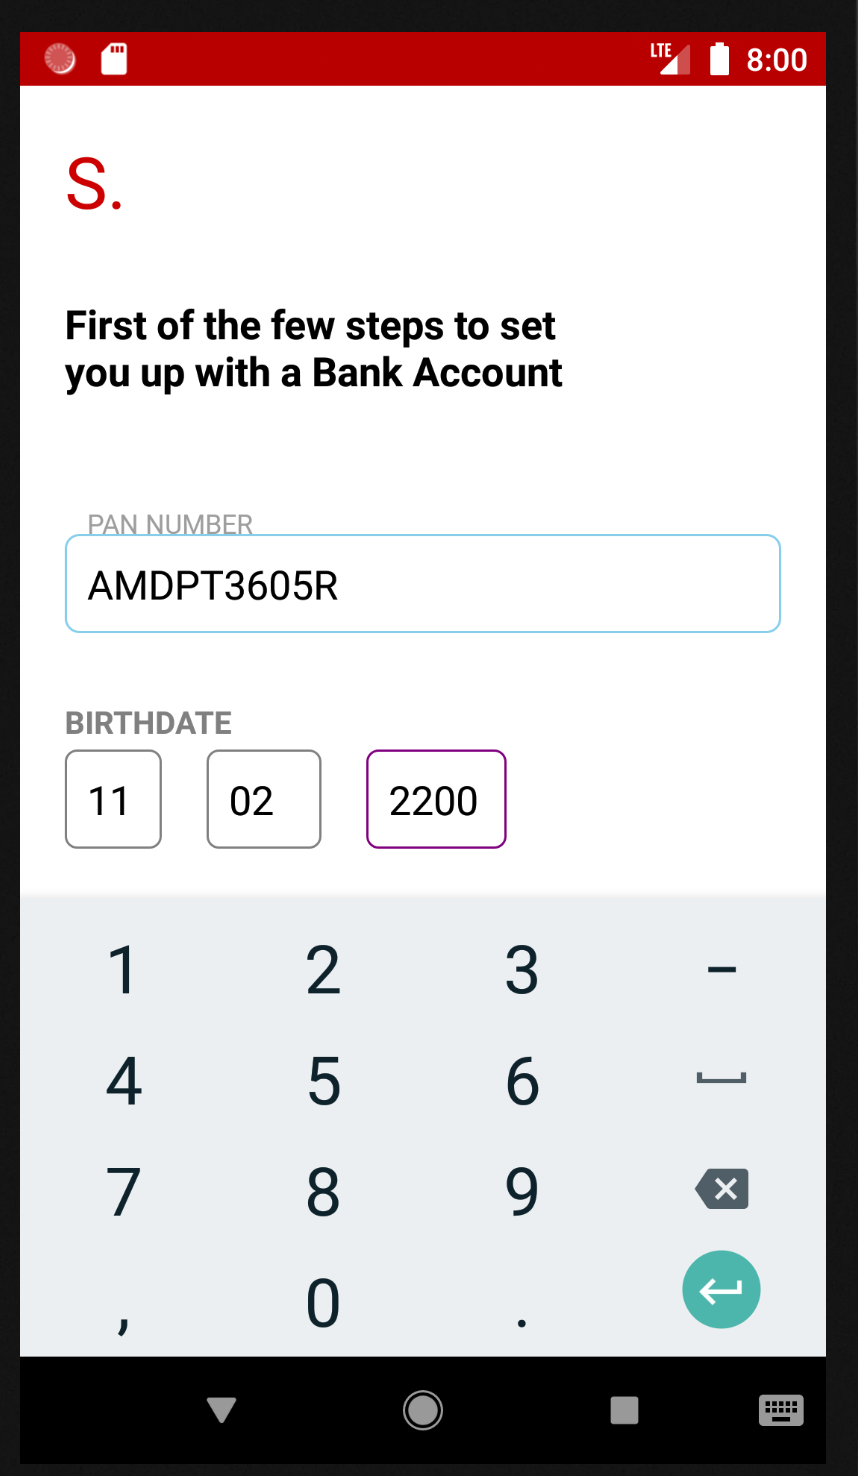 LTE 8:00
S.
First of the few steps to set
you up with a Bank Account
PAN NUMBER
AMDPT3605R
BIRTHDATE
11 02 2200
1 2 3 -
4 5 6
7 8 9
, 0 .